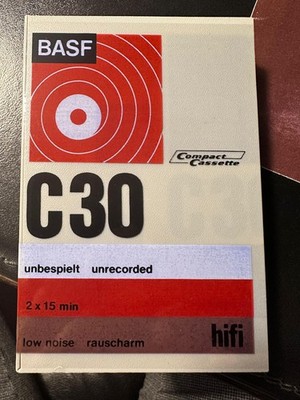 BASF
Compact
Cassette
C30
unbespielt unrecorded
2 x 15 min
low noise rauscharm
hifi